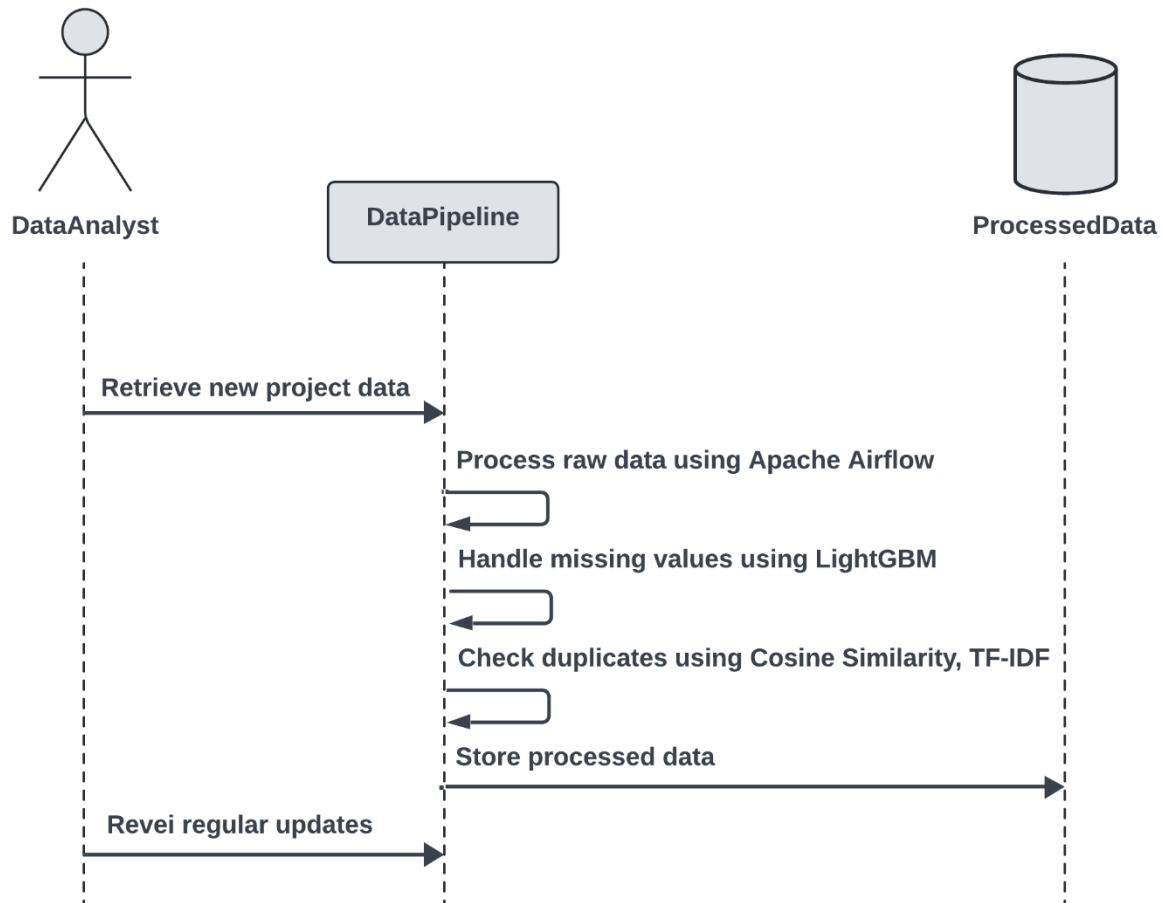 DataAnalyst
DataPipeline
ProcessedData
Retrieve new project data
Process raw data using Apache Airflow
Handle missing values using LightGBM
Check duplicates using Cosine Similarity, TF-IDF
Store processed data
Revei regular updates